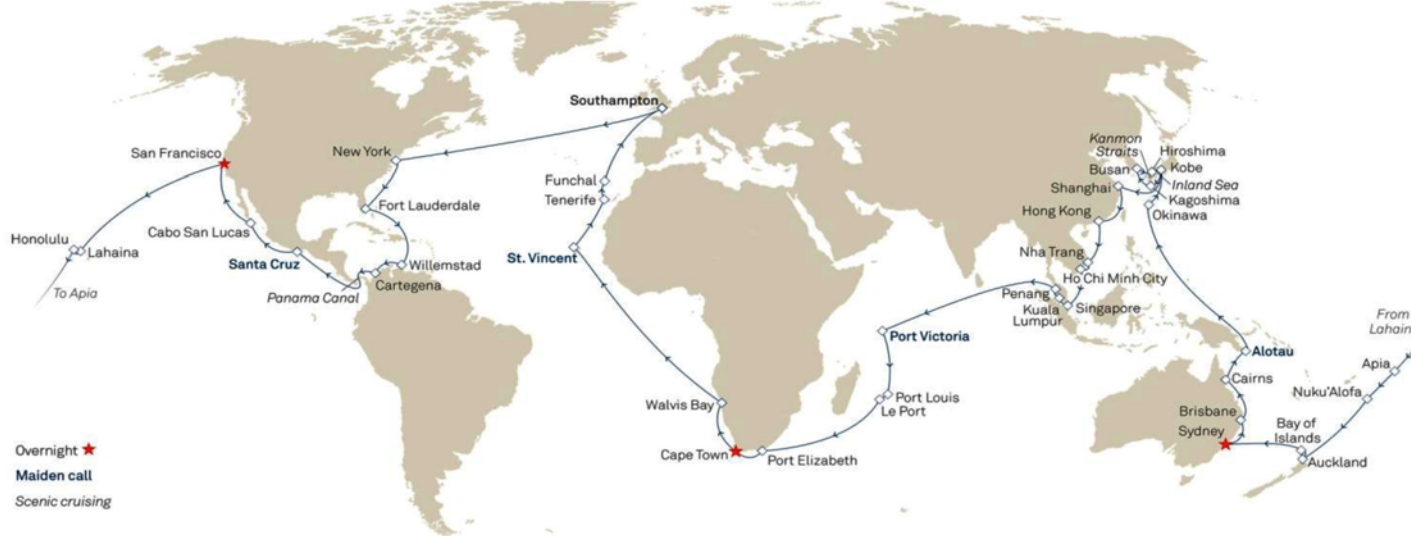 Southampton
San Francisco
New York
Funchal
Tenerife
Fort Lauderdale
Cabo San Lucas
Honolulu
Lahaina
Santa Cruz
Willemstad
Cartegena
Panama Canal
To Apia
St. Vincent
Kanmon
Straits
Hiroshima
Busan
Kobe
Shanghai
Inland Sea
Kagoshima
Okinawa
Hong Kong
Nha Trang
Ho Chi Minh City
Penang
Kuala
Lumpur
Singapore
Port Victoria
From
Lahain
Alotau
Apia
Cairns
Nuku'Alofa
Port Louis
Le Port
Walvis Bay
Brisbane
Sydney
Bay of
Islands
Cape Town
Port Elizabeth
Auckland
Overnight
Maiden call
Scenic cruising